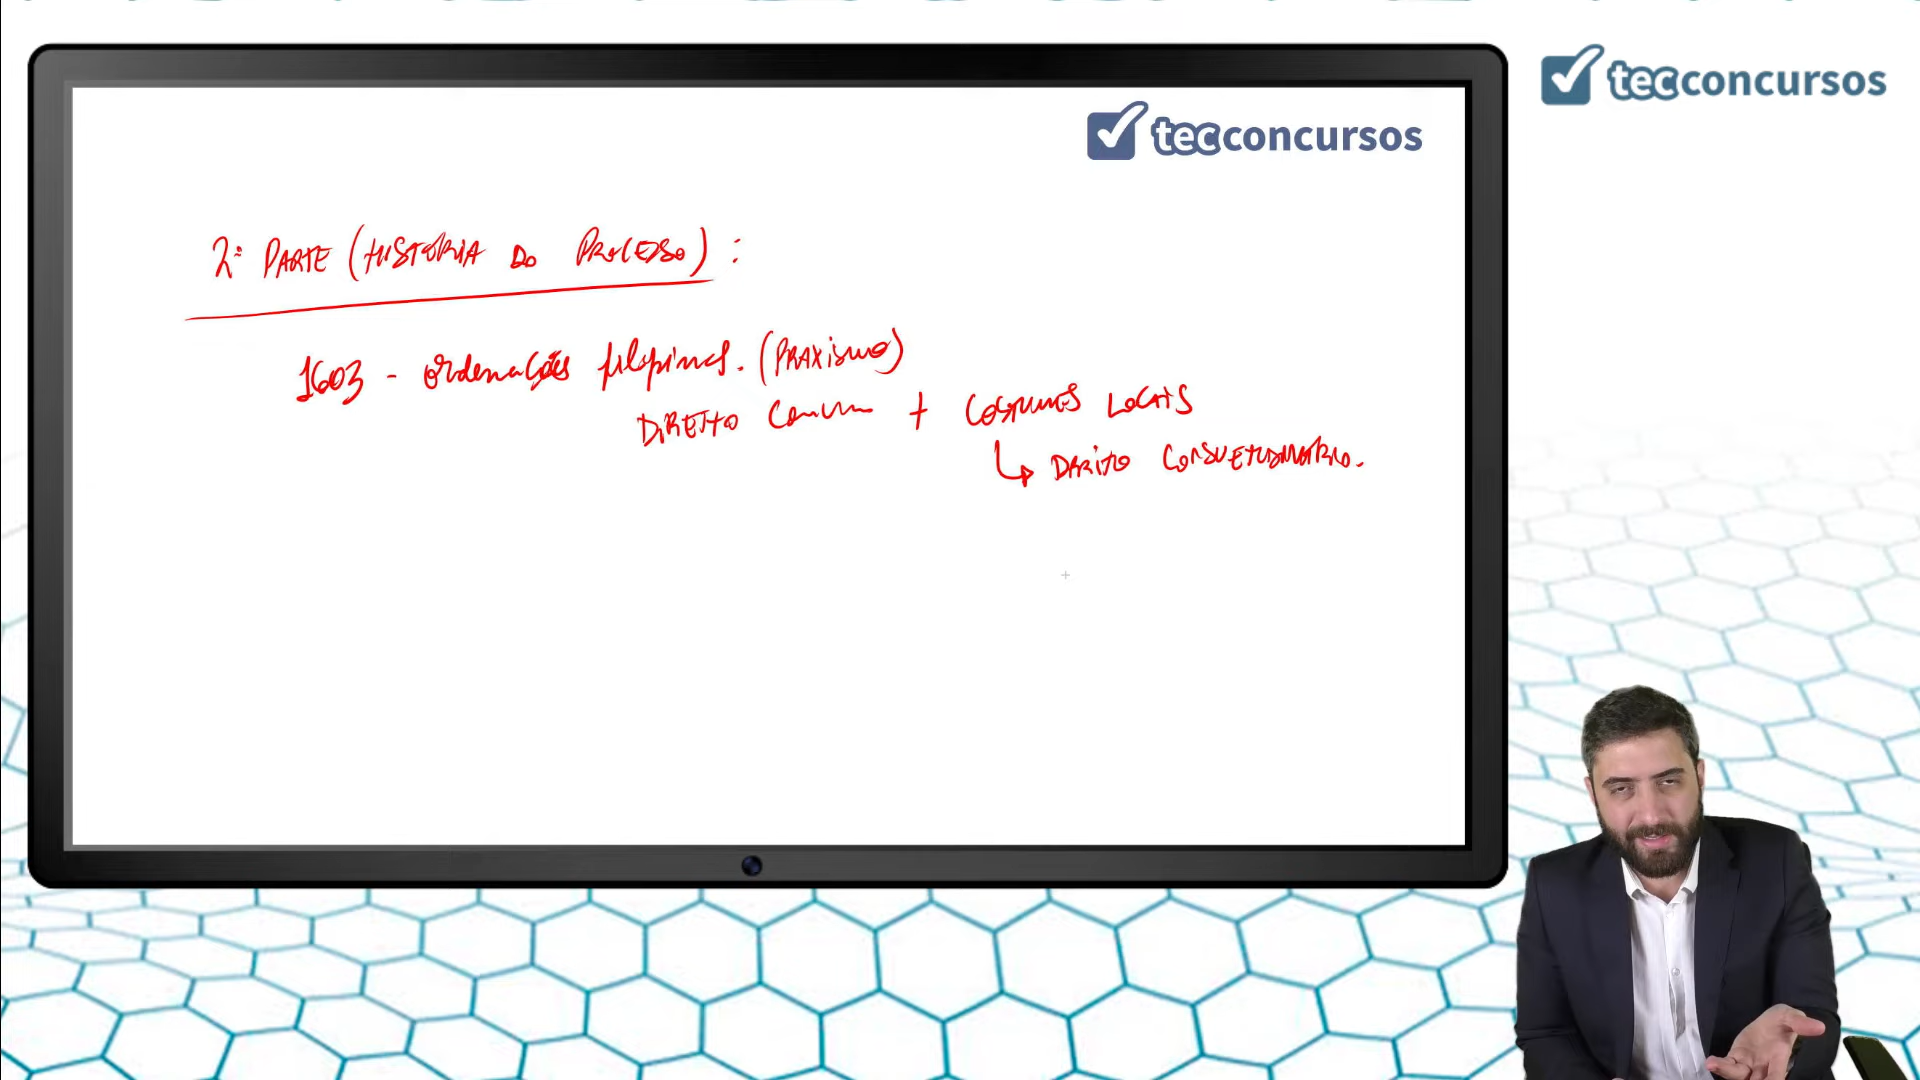 tecconcursos
tecconcursos
2ª PARTE (HISTÓRIA DO PROCESSO) :
1603 - ordenações filipinas. (PRAXISMO)
DIREITO COMUM + COSTUMES LOCAIS
↳ DIREITO CONSUETUDINÁRIO.